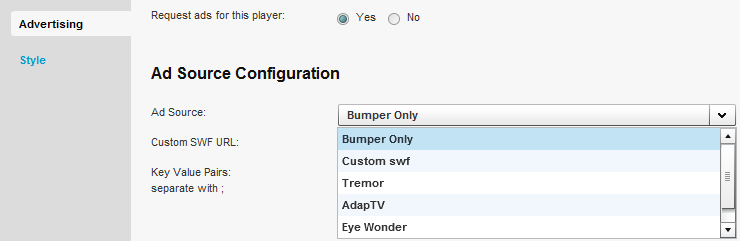 Advertising
Style
Request ads for this player:
Yes
No
Ad Source Configuration
Ad Source:
Bumper Only
Custom SWF URL:
Key Value Pairs:
separate with ;
Bumper Only
Custom swf
Tremor
AdapTV
Eye Wonder